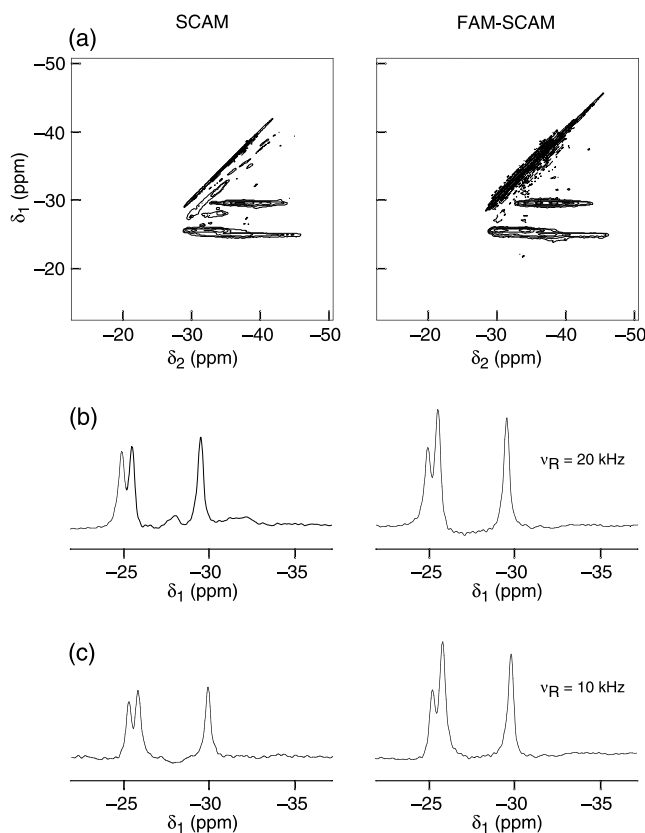 SCAM
FAM-SCAM
(a)
–50
–40
–30
–20
δ1 (ppm)
–20 –30 –40 –50
δ2 (ppm)
–20 –30 –40 –50
δ2 (ppm)
(b)
νR = 20 kHz
–25 –30 –35
δ1 (ppm)
–25 –30 –35
δ1 (ppm)
(c)
νR = 10 kHz
–25 –30 –35
δ1 (ppm)
–25 –30 –35
δ1 (ppm)